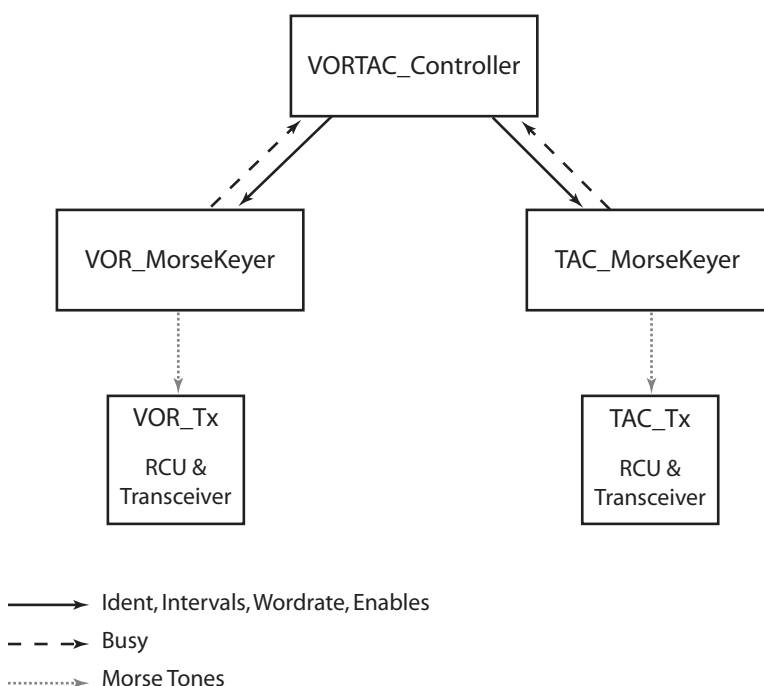 VORTAC_Controller
VOR_MorseKeyer
TAC_MorseKeyer
VOR_Tx
RCU &
Transceiver
TAC_Tx
RCU &
Transceiver
Ident, Intervals, Wordrate, Enables
Busy
Morse Tones